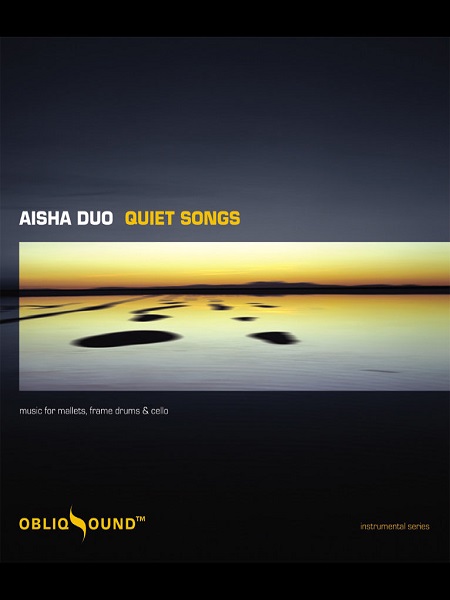 AISHA DUO QUIET SONGS
music for mallets, frame drums & cello
OBLIQSOUND™
instrumental series